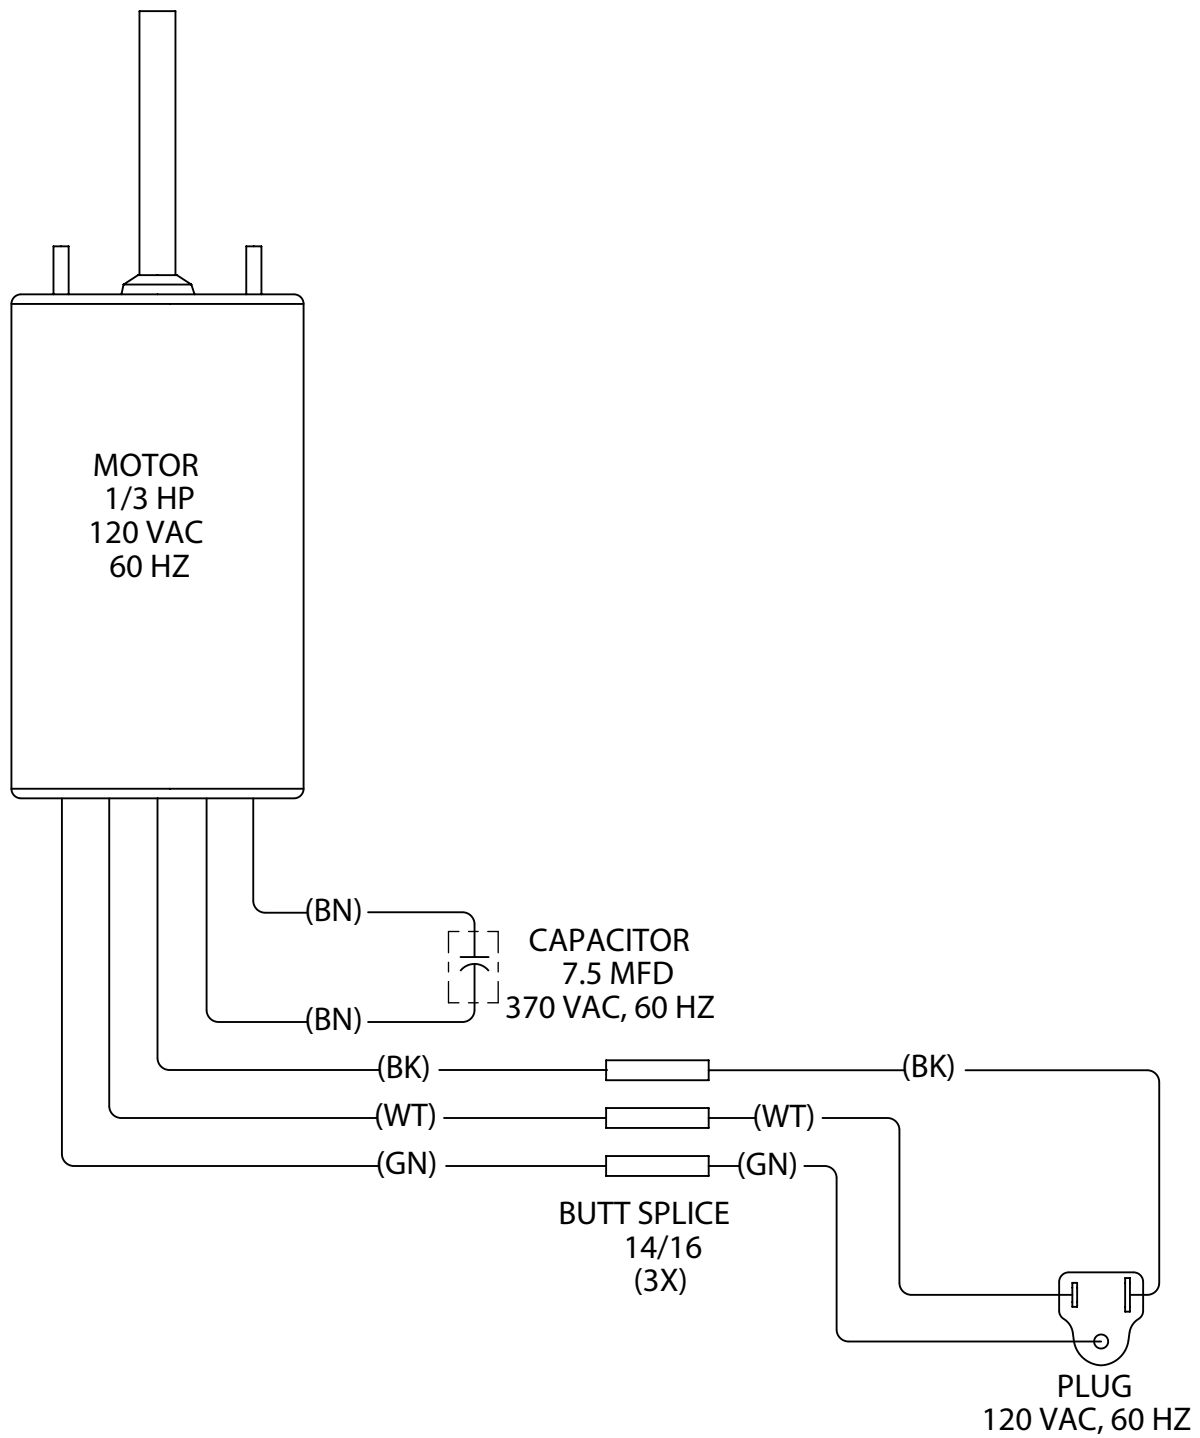 MOTOR
1/3 HP
120 VAC
60 HZ
(BN)
CAPACITOR
7.5 MFD
370 VAC, 60 HZ
(BN)
(BK)
(BK)
(WT)
(WT)
(GN)
(GN)
BUTT SPLICE
14/16
(3X)
PLUG
120 VAC, 60 HZ